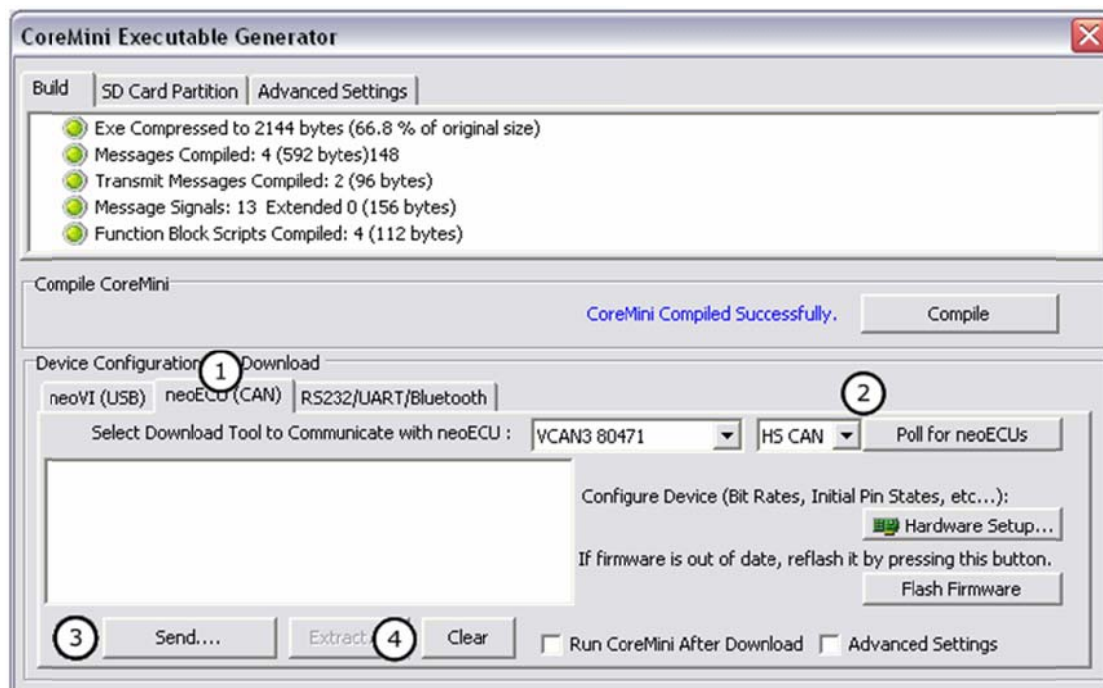 CoreMini Executable Generator
Build SD Card Partition Advanced Settings
Exe Compressed to 2144 bytes (66.8 % of original size)
Messages Compiled: 4 (592 bytes)148
Transmit Messages Compiled: 2 (96 bytes)
Message Signals: 13 Extended 0 (156 bytes)
Function Block Scripts Compiled: 4 (112 bytes)
Compile CoreMini
CoreMini Compiled Successfully. Compile
Device Configuration Download
1
neoVI (USB) neoECU (CAN) RS232/UART/Bluetooth
2
Select Download Tool to Communicate with neoECU : VCAN3 80471 HS CAN Poll for neoECUs
Configure Device (Bit Rates, Initial Pin States, etc...):
Hardware Setup...
If firmware is out of date, reflash it by pressing this button.
Flash Firmware
3 Send.... Extract 4 Clear Run CoreMini After Download Advanced Settings